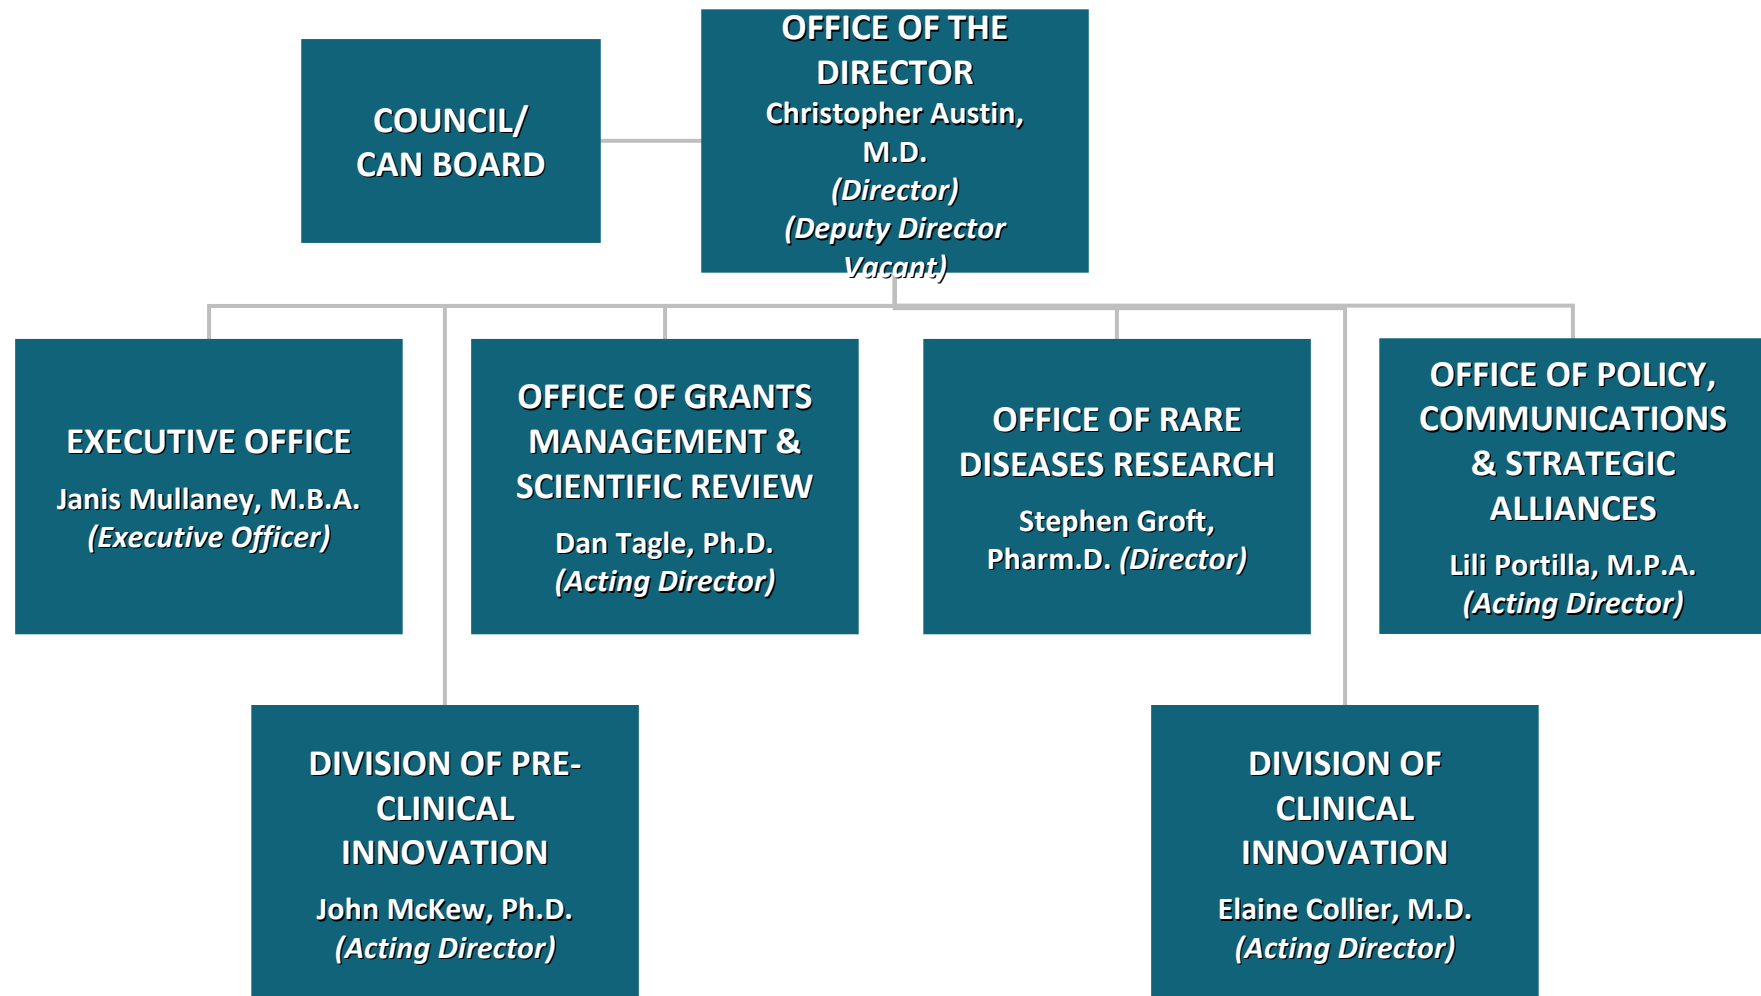 COUNCIL/
CAN BOARD
OFFICE OF THE
DIRECTOR
Christopher Austin,
M.D.
(Director)
(Deputy Director
Vacant)
EXECUTIVE OFFICE
Janis Mullaney, M.B.A.
(Executive Officer)
OFFICE OF GRANTS
MANAGEMENT &
SCIENTIFIC REVIEW
Dan Tagle, Ph.D.
(Acting Director)
OFFICE OF RARE
DISEASES RESEARCH
Stephen Groft,
Pharm.D. (Director)
OFFICE OF POLICY,
COMMUNICATIONS
& STRATEGIC
ALLIANCES
Lili Portilla, M.P.A.
(Acting Director)
DIVISION OF PRE-
CLINICAL
INNOVATION
John McKew, Ph.D.
(Acting Director)
DIVISION OF
CLINICAL
INNOVATION
Elaine Collier, M.D.
(Acting Director)